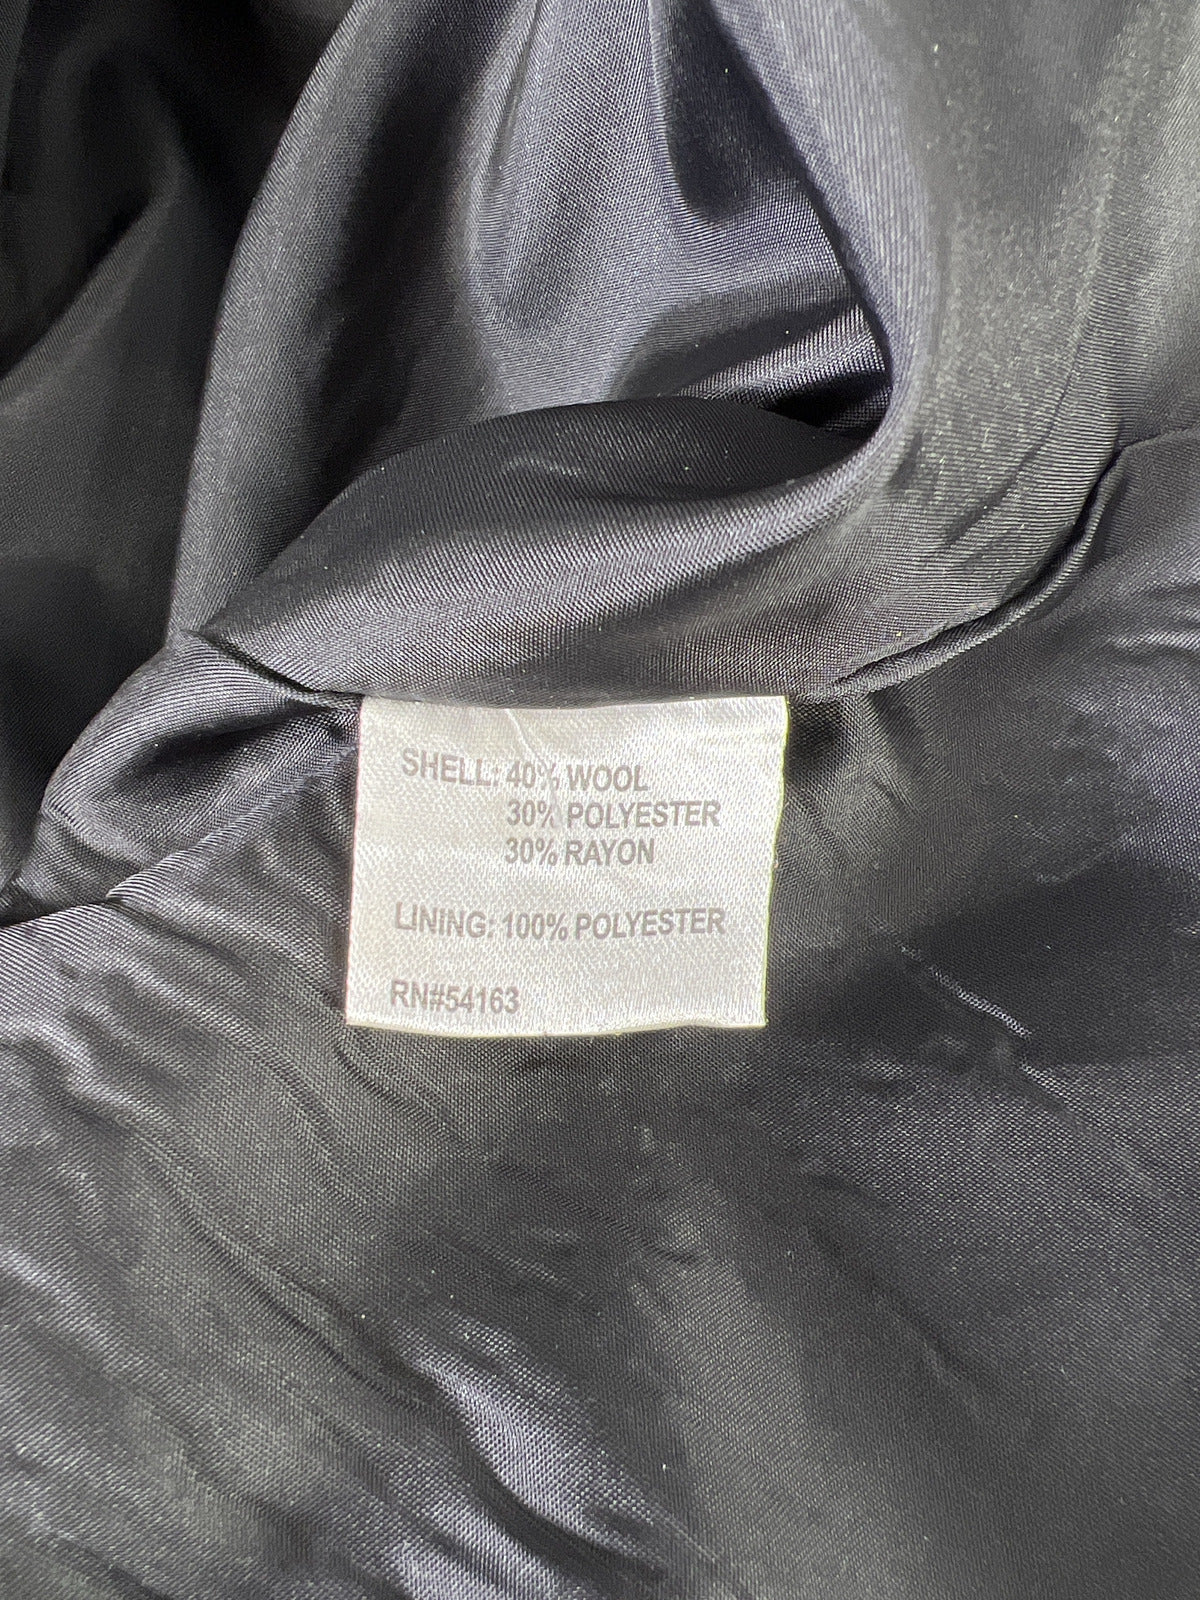 SHELL: 40% WOOL
30% POLYESTER
30% RAYON
LINING: 100% POLYESTER
RN#54163